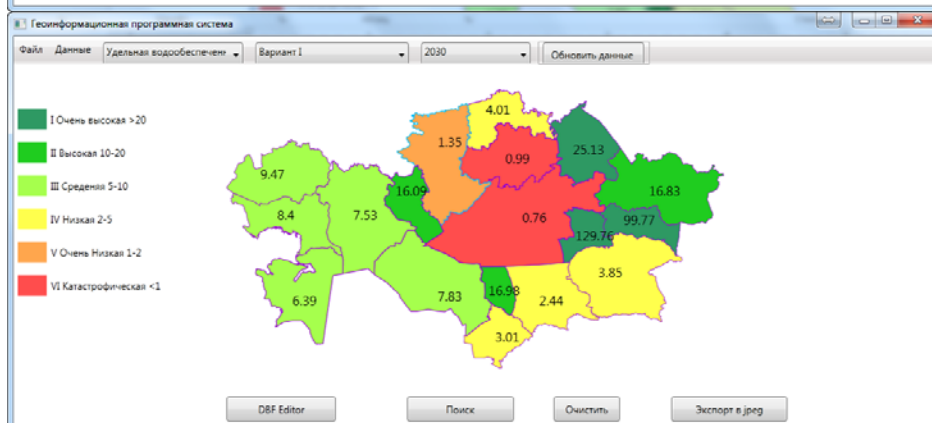 Геоинформационная программная система
Файл Данные Удельная водообеспечен Вариант I 2030 Обновить данные
I Очень высокая >20
II Высокая 10-20
III Средняя 5-10
IV Низкая 2-5
V Очень Низкая 1-2
VI Катастрофическая <1
4.01
1.35
0.99
25.13
9.47
16.09
16.83
8.4
7.53
0.76
99.77
129.76
6.39
7.83
16.98
2.44
3.85
3.01
DBF Editor Поиск Очистить Экспорт в jpeg